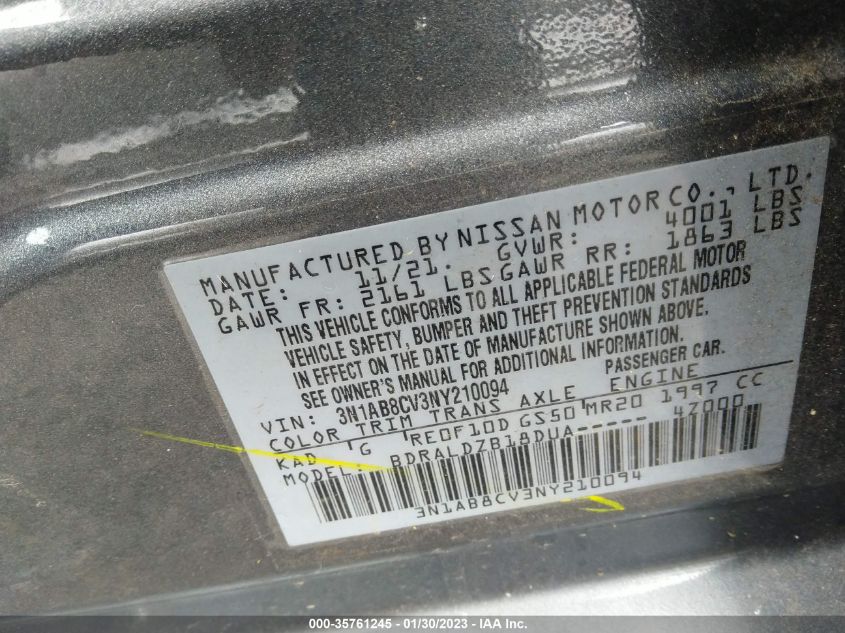 MANUFACTURED BY NISSAN MOTOR CO., LTD.
DATE: 11/21. GVWR: 4001 LBS
GAWR FR: 2161 LBS GAWR RR: 1863 LBS
THIS VEHICLE CONFORMS TO ALL APPLICABLE FEDERAL MOTOR
VEHICLE SAFETY, BUMPER AND THEFT PREVENTION STANDARDS
IN EFFECT ON THE DATE OF MANUFACTURE SHOWN ABOVE.
SEE OWNER'S MANUAL FOR ADDITIONAL INFORMATION.
VIN: 3N1AB8CV3NY210094 PASSENGER CAR.
COLOR TRIM TRANS AXLE ENGINE
KAD G RE0F10D GS50 MR20 1997 CC
MODEL: BDRALDZB18DUA----- 4Z000
3N1AB8CV3NY210094
000-35761245 - 01/30/2023 - IAA Inc.